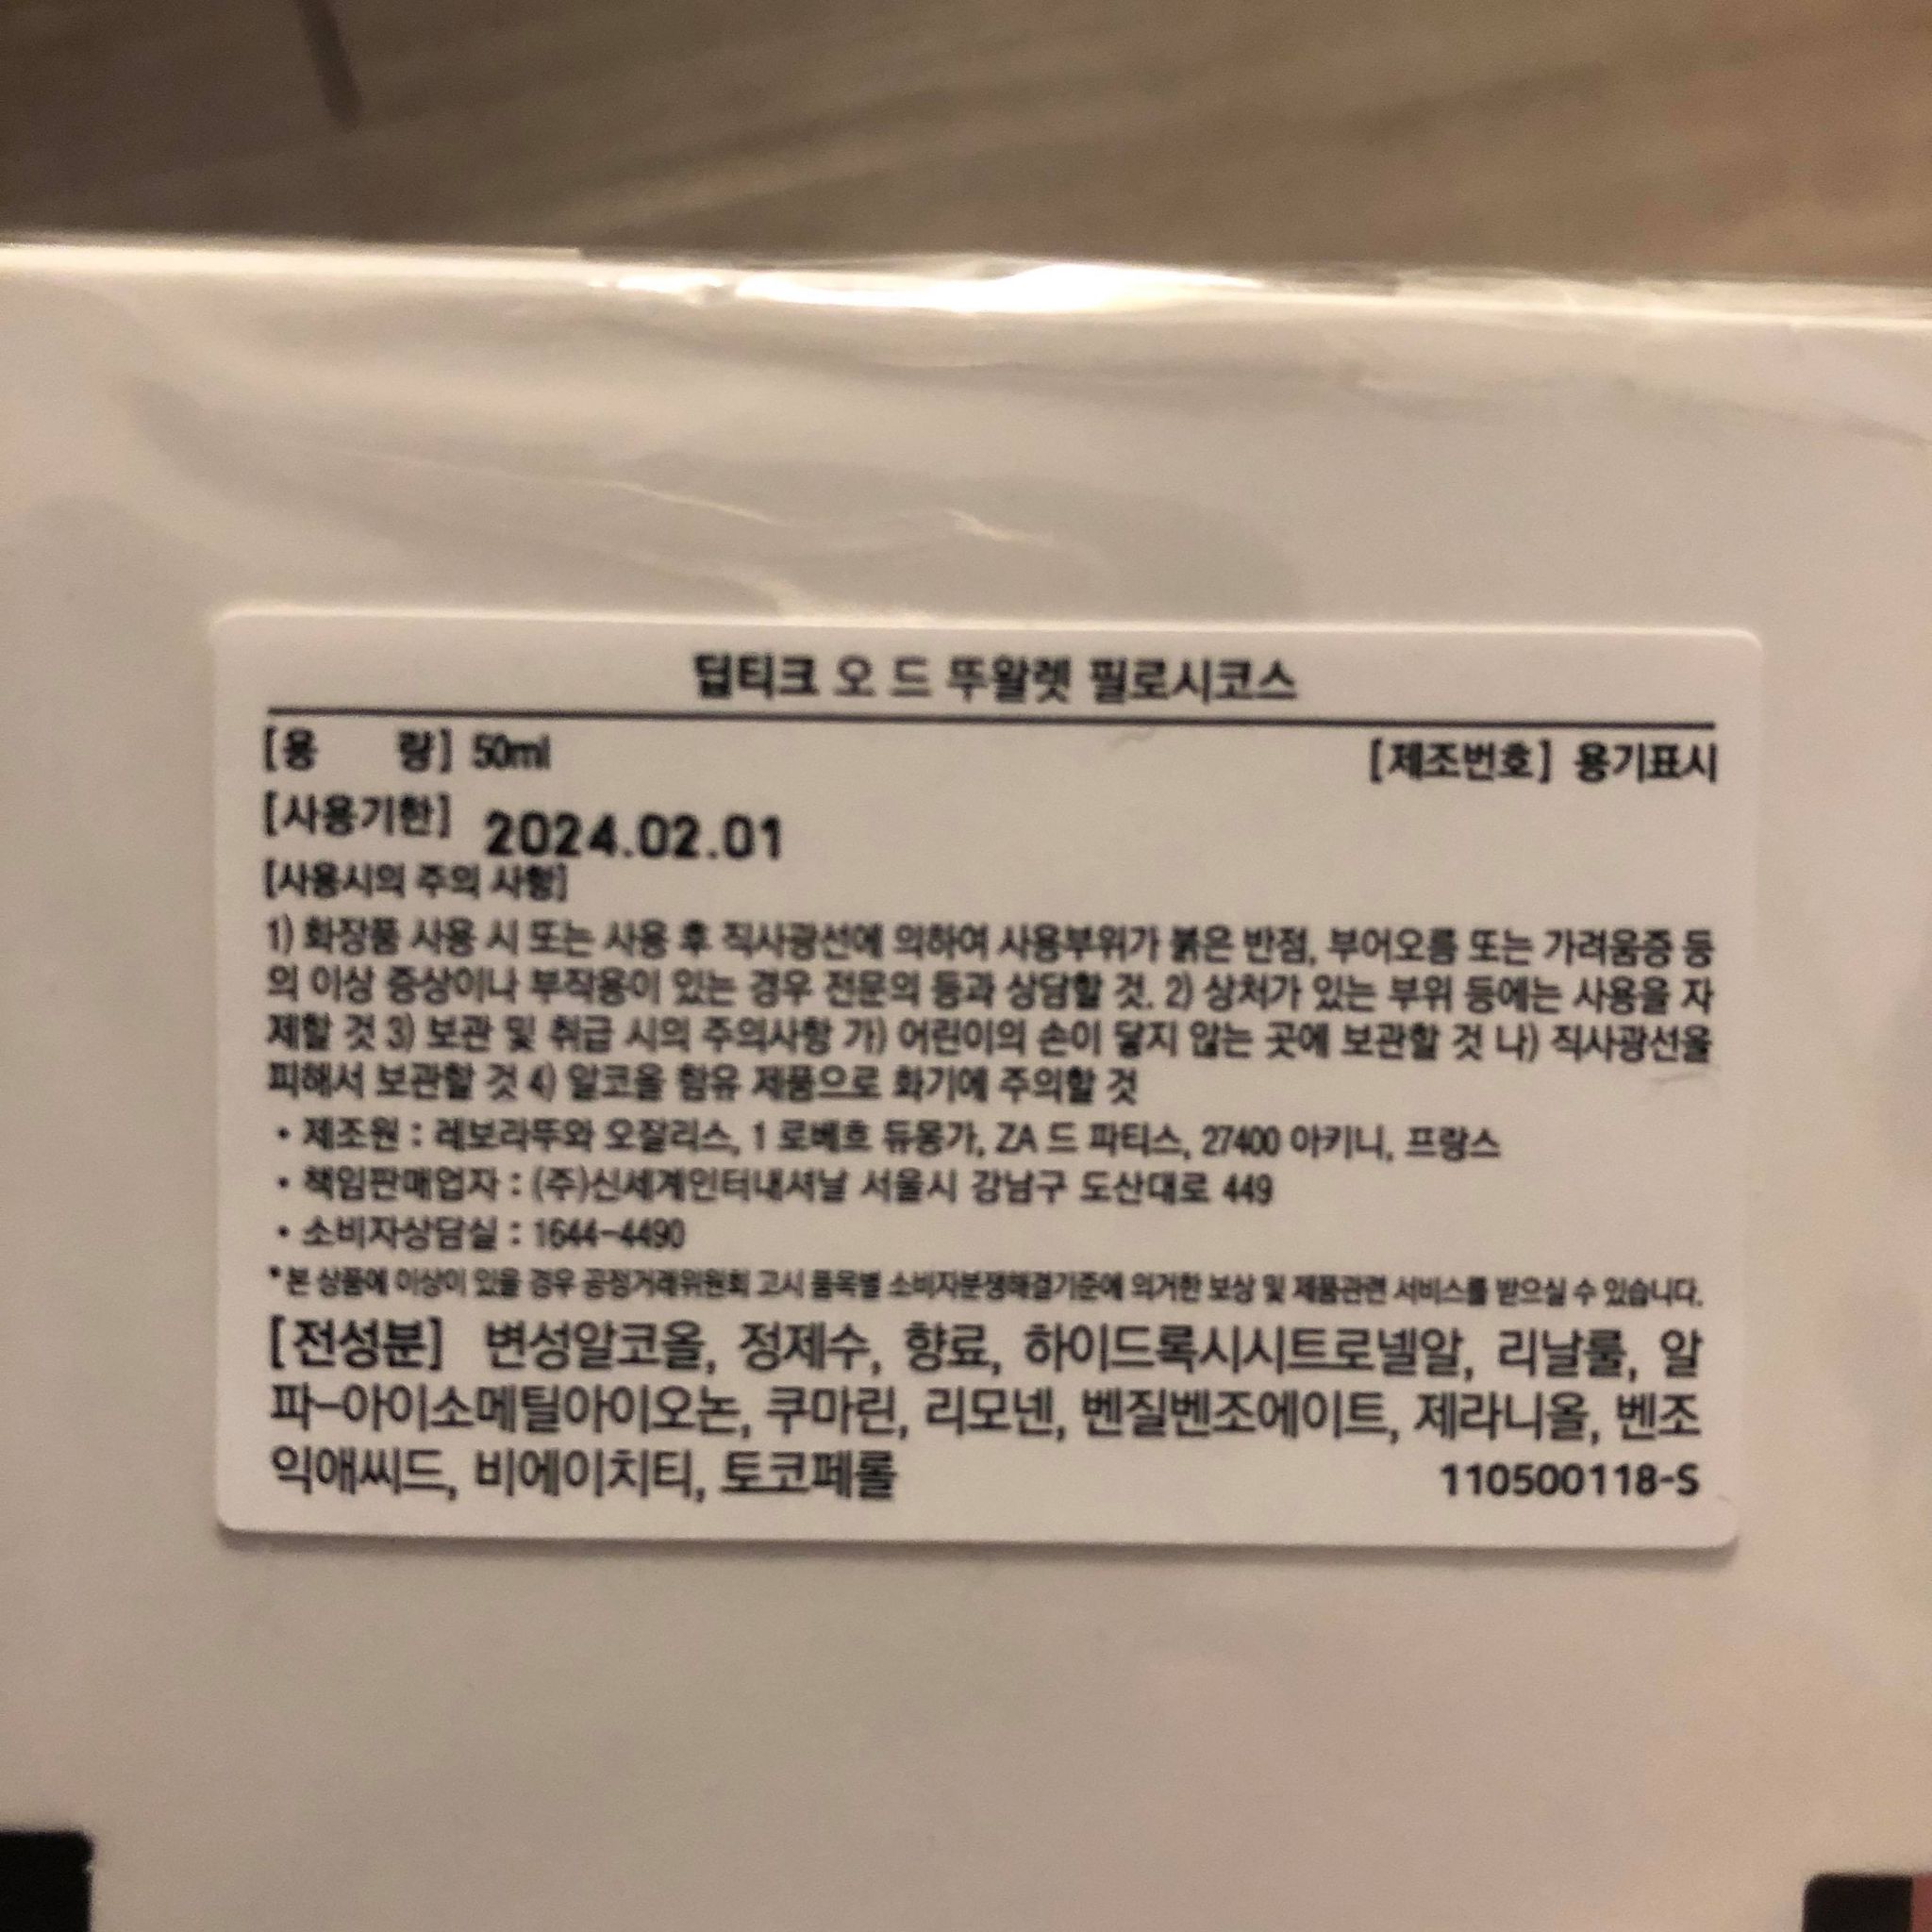 딥티크 오 드 뚜왈렛 필로시코스
[용 량] 50ml [제조번호] 용기표시
[사용기한] 2024.02.01
[사용시의 주의 사항]
1) 화장품 사용 시 또는 사용 후 직사광선에 의하여 사용부위가 붉은 반점, 부어오름 또는 가려움증 등
의 이상 증상이나 부작용이 있는 경우 전문의 등과 상담할 것. 2) 상처가 있는 부위 등에는 사용을 자
제할 것 3) 보관 및 취급 시의 주의사항 가) 어린이의 손이 닿지 않는 곳에 보관할 것 나) 직사광선을
피해서 보관할 것 4) 알코올 함유 제품으로 화기에 주의할 것
• 제조원 : 레보라뚜와 오질리스, 1 로베흐 듀몽가, ZA 드 파티스, 27400 아키니, 프랑스
• 책임판매업자 : (주)신세계인터내셔날 서울시 강남구 도산대로 449
• 소비자상담실 : 1644-4490
*본 상품에 이상이 있을 경우 공정거래위원회 고시 품목별 소비자분쟁해결기준에 의거한 보상 및 제품관련 서비스를 받으실 수 있습니다.
[전성분] 변성알코올, 정제수, 향료, 하이드록시시트로넬알, 리날룰, 알
파-아이소메틸아이오논, 쿠마린, 리모넨, 벤질벤조에이트, 제라니올, 벤조
익애씨드, 비에이치티, 토코페롤 110500118-S